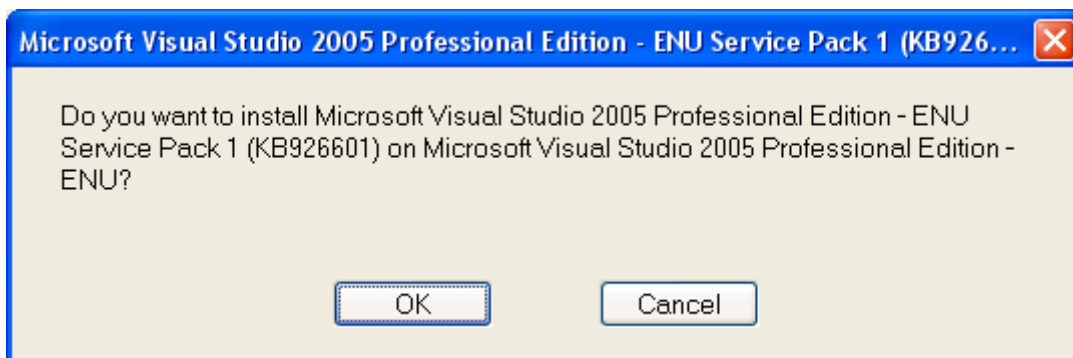 Microsoft Visual Studio 2005 Professional Edition - ENU Service Pack 1 (KB926...
Do you want to install Microsoft Visual Studio 2005 Professional Edition - ENU
Service Pack 1 (KB926601) on Microsoft Visual Studio 2005 Professional Edition -
ENU?
OK Cancel